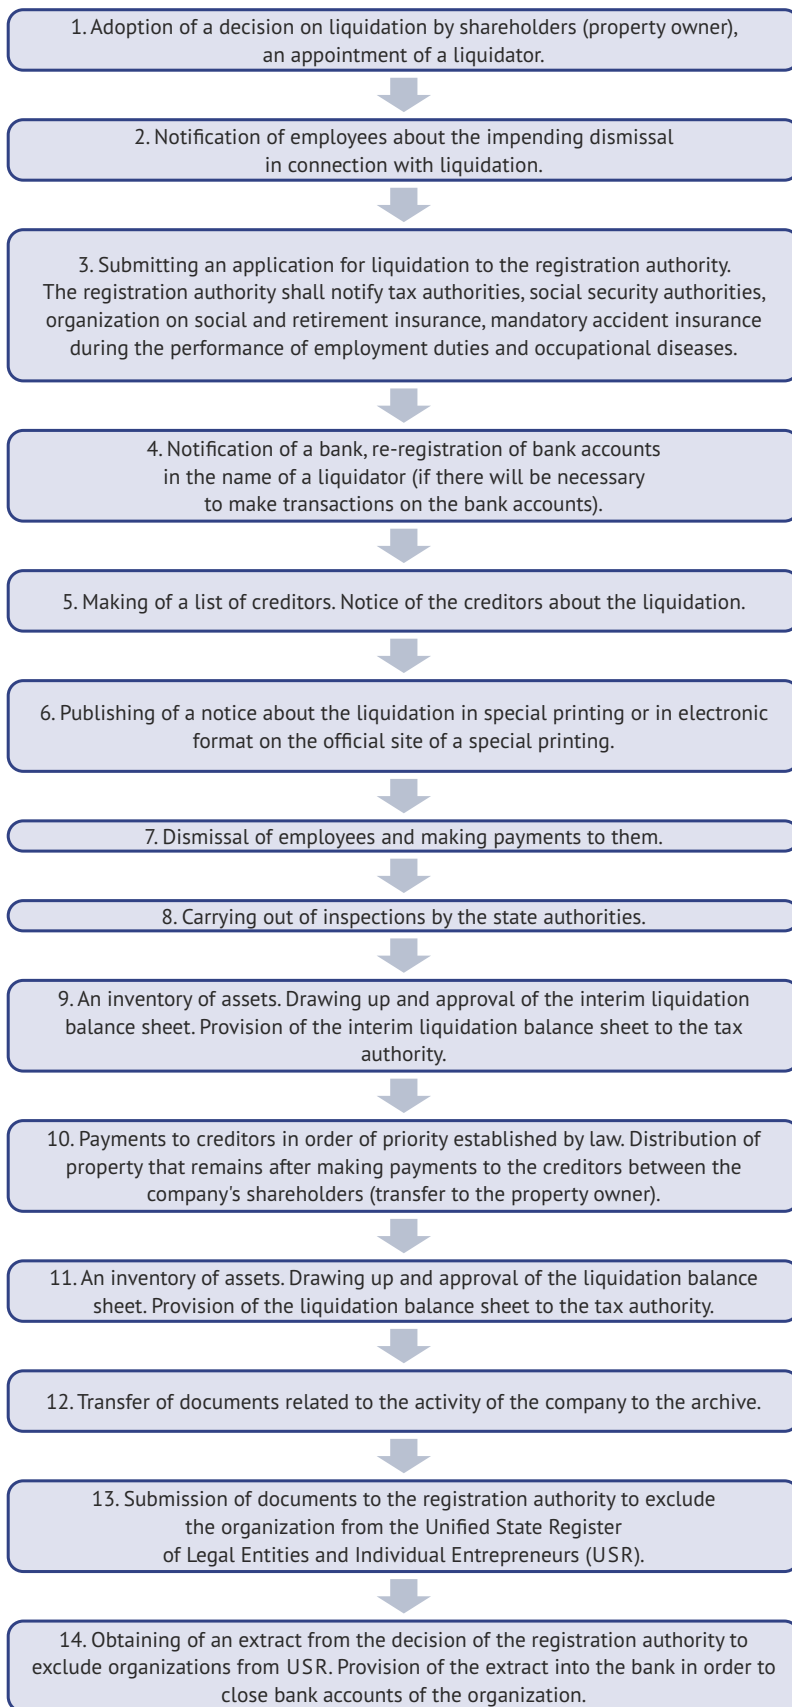 1. Adoption of a decision on liquidation by shareholders (property owner),
an appointment of a liquidator.
2. Notification of employees about the impending dismissal
in connection with liquidation.
3. Submitting an application for liquidation to the registration authority.
The registration authority shall notify tax authorities, social security authorities,
organization on social and retirement insurance, mandatory accident insurance
during the performance of employment duties and occupational diseases.
4. Notification of a bank, re-registration of bank accounts
in the name of a liquidator (if there will be necessary
to make transactions on the bank accounts).
5. Making of a list of creditors. Notice of the creditors about the liquidation.
6. Publishing of a notice about the liquidation in special printing or in electronic
format on the official site of a special printing.
7. Dismissal of employees and making payments to them.
8. Carrying out of inspections by the state authorities.
9. An inventory of assets. Drawing up and approval of the interim liquidation
balance sheet. Provision of the interim liquidation balance sheet to the tax
authority.
10. Payments to creditors in order of priority established by law. Distribution of
property that remains after making payments to the creditors between the
company's shareholders (transfer to the property owner).
11. An inventory of assets. Drawing up and approval of the liquidation balance
sheet. Provision of the liquidation balance sheet to the tax authority.
12. Transfer of documents related to the activity of the company to the archive.
13. Submission of documents to the registration authority to exclude
the organization from the Unified State Register
of Legal Entities and Individual Entrepreneurs (USR).
14. Obtaining of an extract from the decision of the registration authority to
exclude organizations from USR. Provision of the extract into the bank in order to
close bank accounts of the organization.